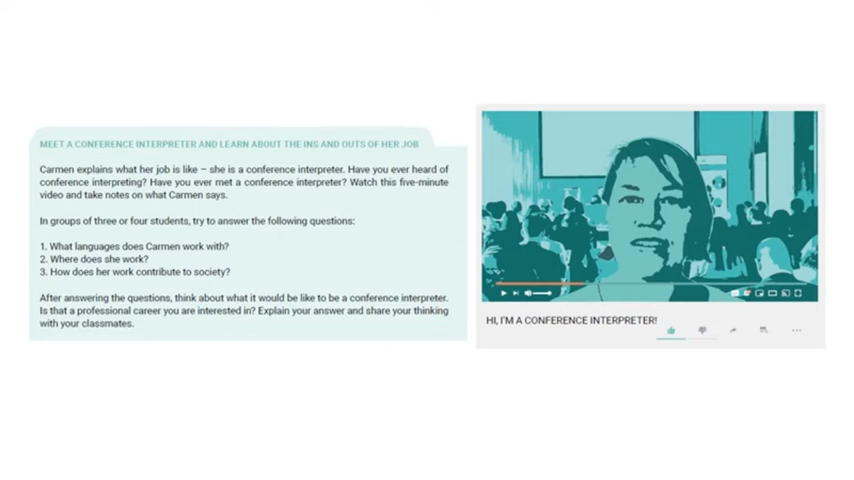 MEET A CONFERENCE INTERPRETER AND LEARN ABOUT THE INS AND OUTS OF HER JOB
Carmen explains what her job is like – she is a conference interpreter. Have you ever heard of
conference interpreting? Have you ever met a conference interpreter? Watch this five-minute
video and take notes on what Carmen says.
In groups of three or four students, try to answer the following questions:
1. What languages does Carmen work with?
2. Where does she work?
3. How does her work contribute to society?
After answering the questions, think about what it would be like to be a conference interpreter.
Is that a professional career you are interested in? Explain your answer and share your thinking
with your classmates.
HI, I'M A CONFERENCE INTERPRETER!